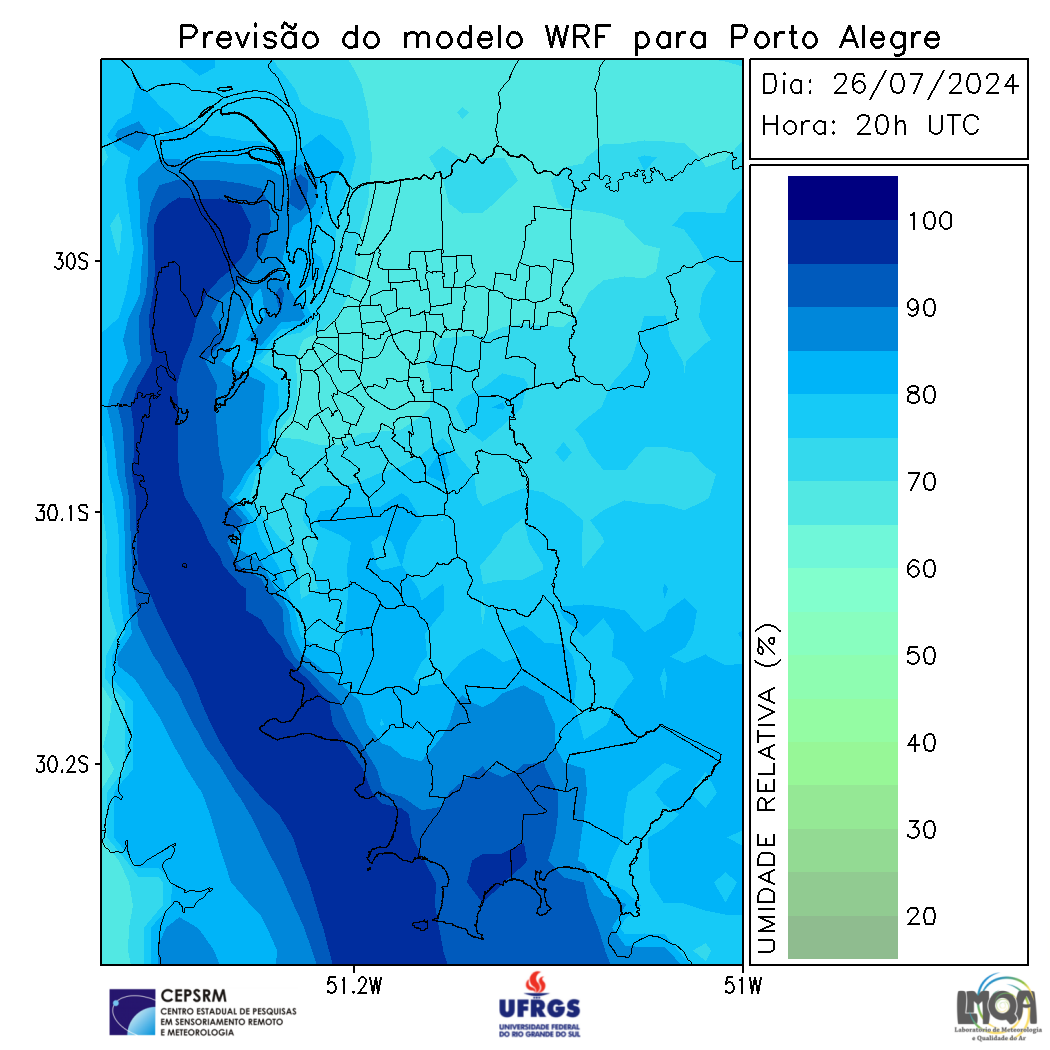 Previsão do modelo WRF para Porto Alegre
Dia: 26/07/2024
Hora: 20h UTC
30S
30.1S
30.2S
51.2W
51W
UMIDADE RELATIVA (%)
100
90
80
70
60
50
40
30
20
CEPSRM
CENTRO ESTADUAL DE PESQUISAS
EM SENSORIAMENTO REMOTO
E METEOROLOGIA
UFRGS
UNIVERSIDADE FEDERAL
DO RIO GRANDE DO SUL
LMQA
Laboratório de Meteorologia
e Qualidade do Ar